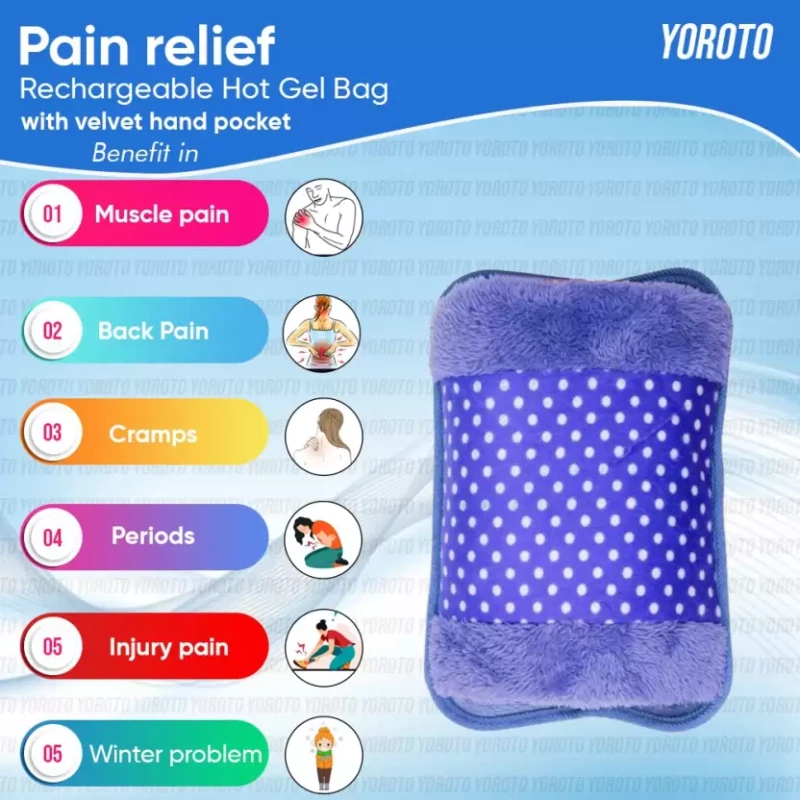 Pain relief
YOROTO
Rechargeable Hot Gel Bag
with velvet hand pocket
Benefit in
01 Muscle pain
02 Back Pain
03 Cramps
04 Periods
05 Injury pain
05 Winter problem